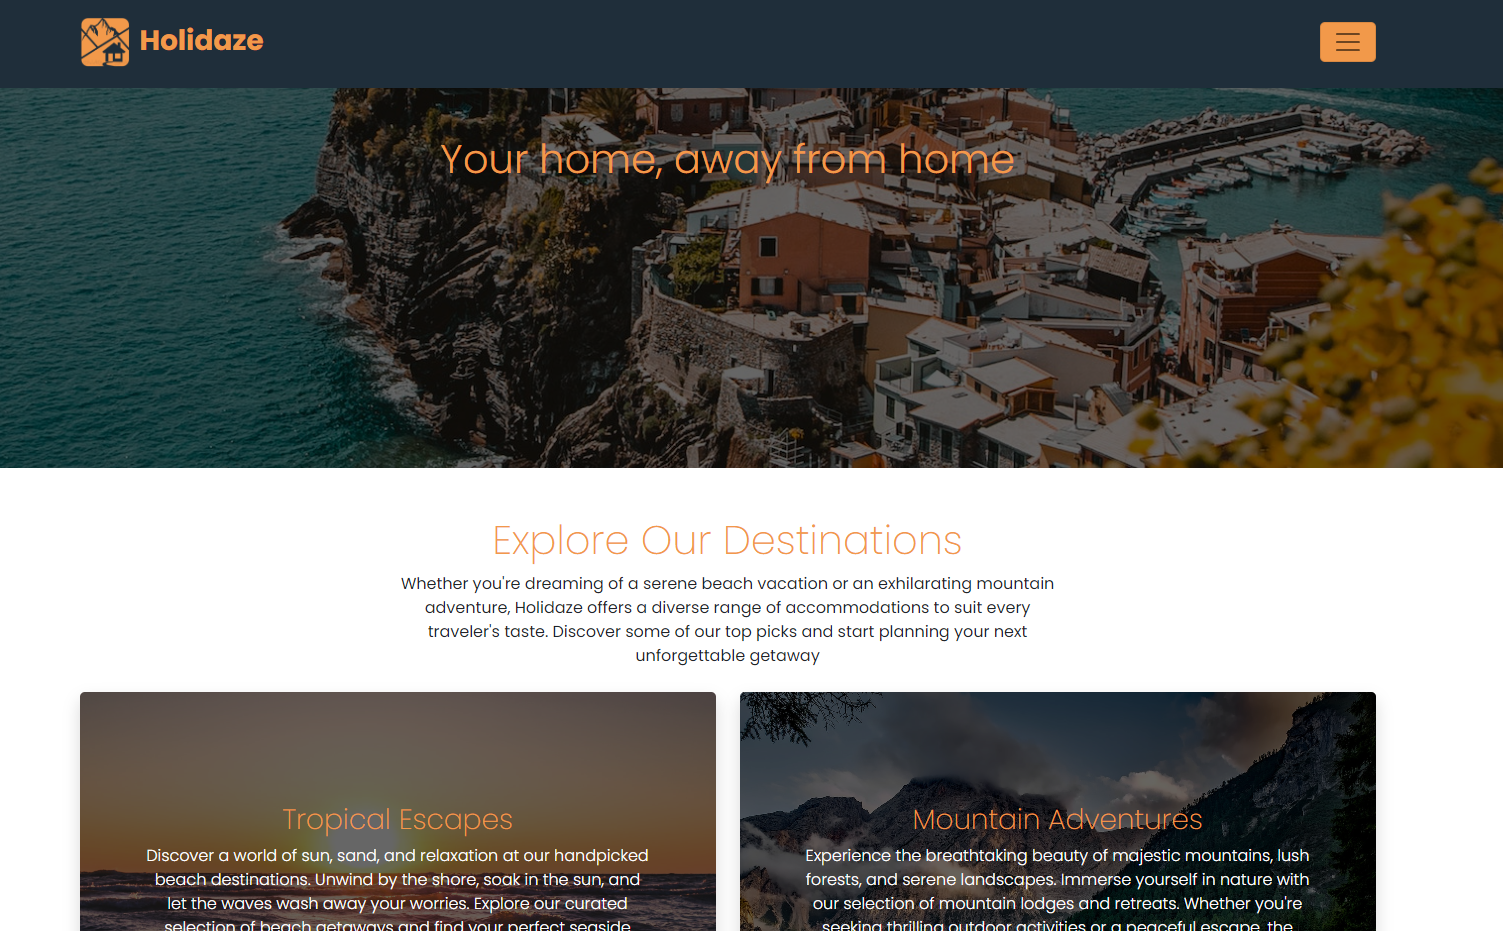 Holidaze
Your home, away from home
Explore Our Destinations
Whether you're dreaming of a serene beach vacation or an exhilarating mountain
adventure, Holidaze offers a diverse range of accommodations to suit every
traveler's taste. Discover some of our top picks and start planning your next
unforgettable getaway
Tropical Escapes
Discover a world of sun, sand, and relaxation at our handpicked
beach destinations. Unwind by the shore, soak in the sun, and
let the waves wash away your worries. Explore our curated
selection of beach getaways and find your perfect seaside
Mountain Adventures
Experience the breathtaking beauty of majestic mountains, lush
forests, and serene landscapes. Immerse yourself in nature with
our selection of mountain lodges and retreats. Whether you're
seeking thrilling outdoor activities or a peaceful escape, the